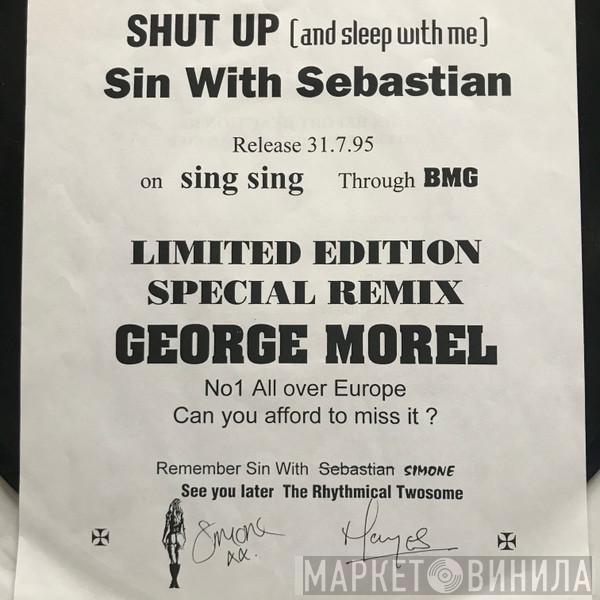 SHUT UP (and sleep with me)
Sin With Sebastian
Release 31.7.95
on sing sing Through BMG
LIMITED EDITION
SPECIAL REMIX
GEORGE MOREL
No1 All over Europe
Can you afford to miss it ?
Remember Sin With Sebastian SIMONE
See you later The Rhythmical Twosome
Simone Hayes
xx.
МАРКЕТ ВИНИЛА